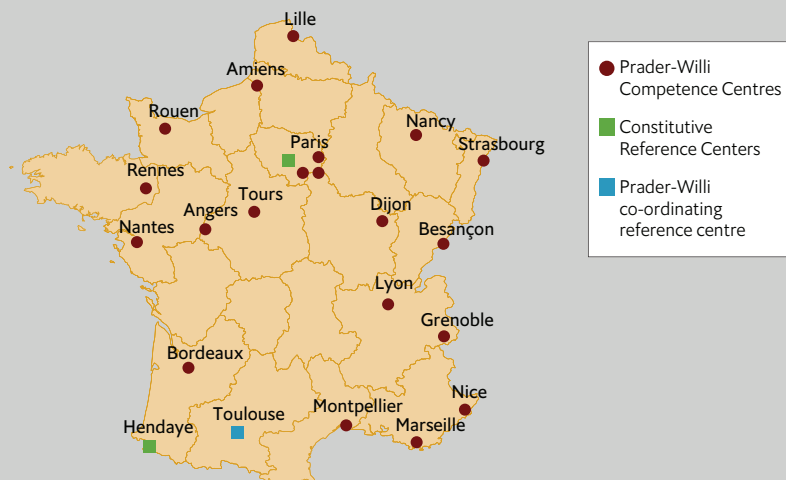 Lille
Amiens
Rouen
Nancy
Paris
Strasbourg
Rennes
Tours
Angers
Dijon
Nantes
Besançon
Lyon
Grenoble
Bordeaux
Nice
Montpellier
Toulouse
Hendaye
Marseille
Prader-Willi
Competence Centres
Constitutive
Reference Centers
Prader-Willi
co-ordinating
reference centre